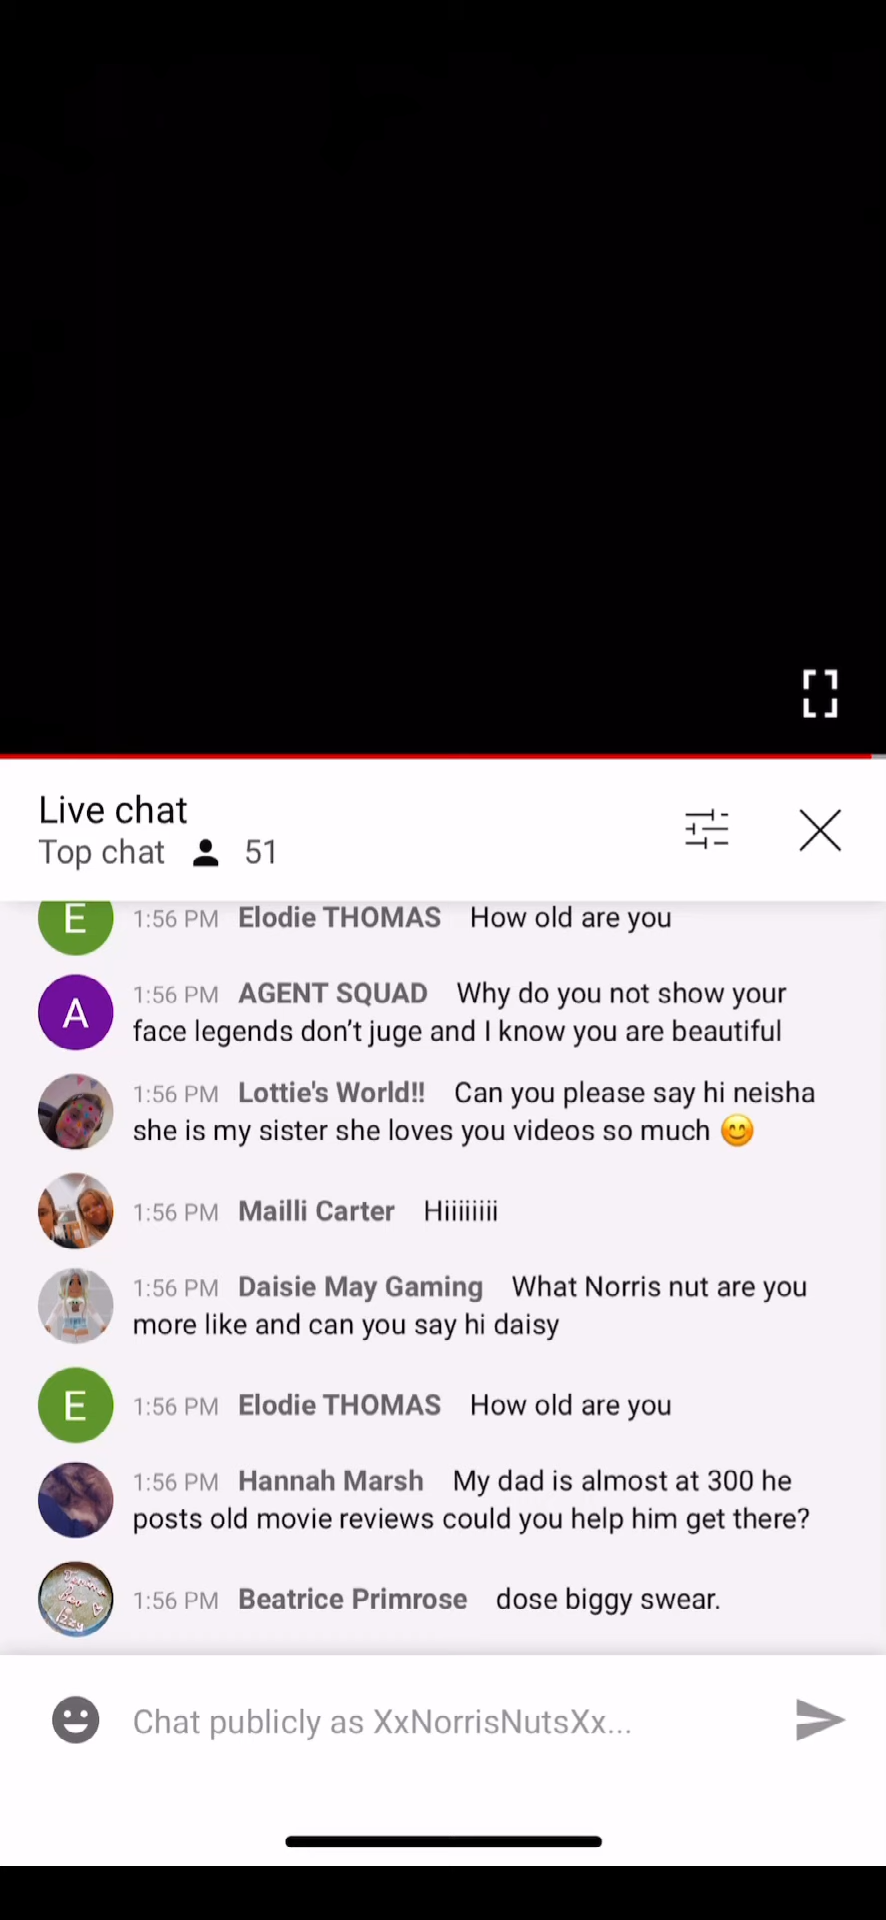 Live chat
Top chat 51
E 1:56 PM Elodie THOMAS How old are you
A 1:56 PM AGENT SQUAD Why do you not show your
face legends don't juge and I know you are beautiful
1:56 PM Lottie's World!! Can you please say hi neisha
she is my sister she loves you videos so much 😊
1:56 PM Mailli Carter Hiiiiiiii
1:56 PM Daisie May Gaming What Norris nut are you
more like and can you say hi daisy
E 1:56 PM Elodie THOMAS How old are you
1:56 PM Hannah Marsh My dad is almost at 300 he
posts old movie reviews could you help him get there?
1:56 PM Beatrice Primrose dose biggy swear.
Chat publicly as XxNorrisNutsXx...